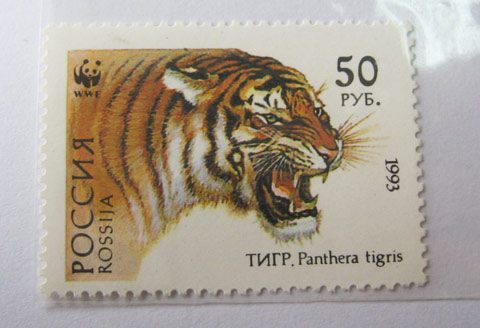 WWF
50
РУБ.
РОССИЯ
ROSSIJA
1993
ТИГР. Panthera tigris